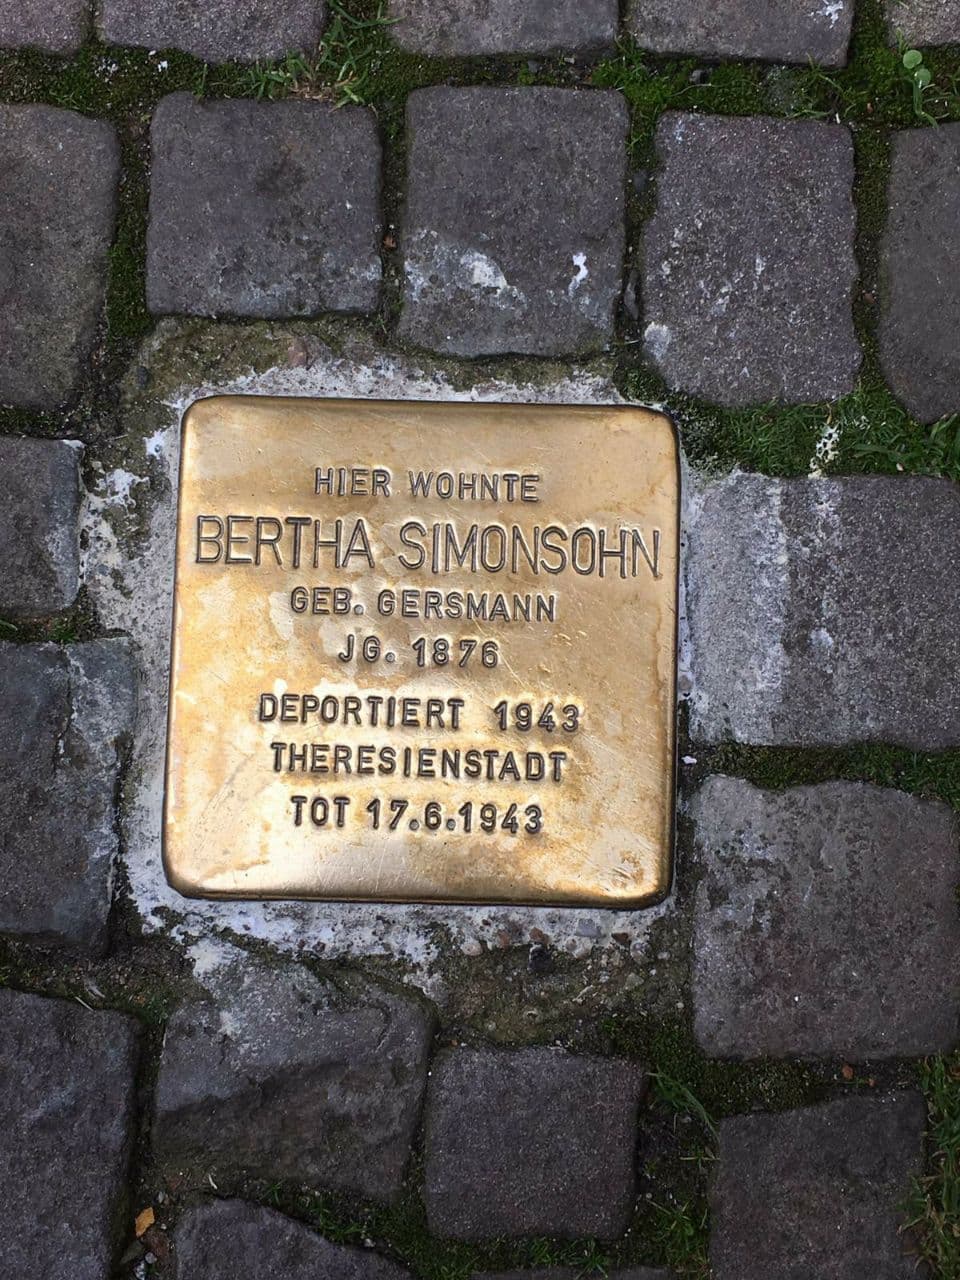 HIER WOHNTE
BERTHA SIMONSOHN
GEB. GERSMANN
JG. 1876
DEPORTIERT 1943
THERESIENSTADT
TOT 17.6.1943